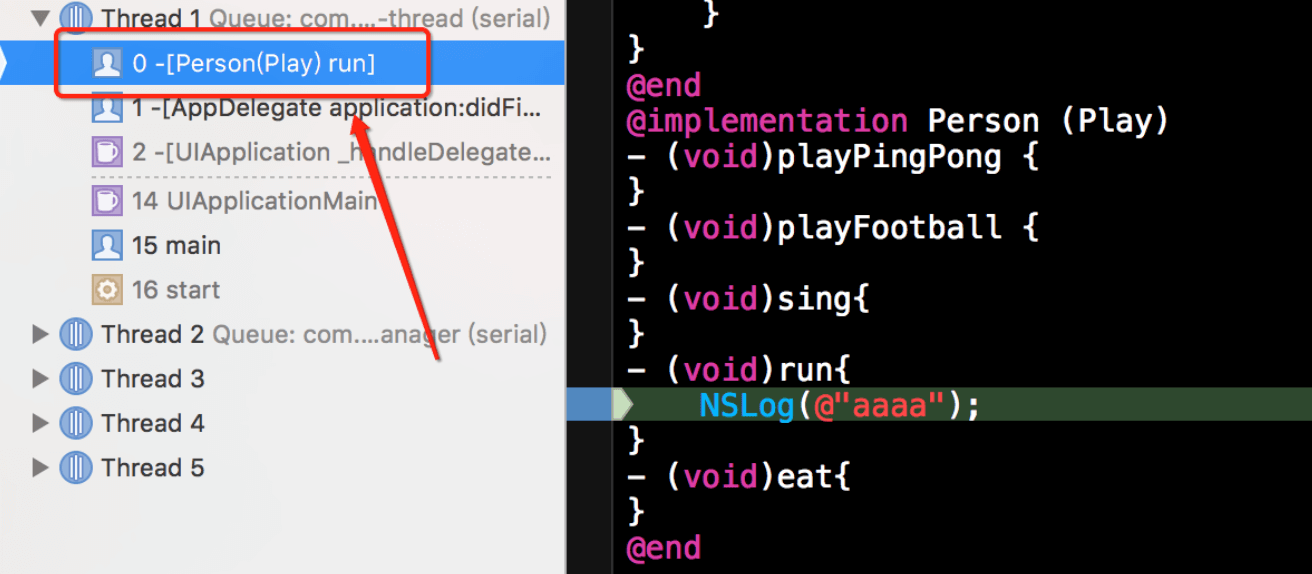 Thread 1 Queue: com....-thread (serial)
0 -[Person(Play) run]
1 -[AppDelegate application:didFi...
2 -[UIApplication _handleDelegate...
14 UIApplicationMain
15 main
16 start
Thread 2 Queue: com....anager (serial)
Thread 3
Thread 4
Thread 5
}
}
@end
@implementation Person (Play)
- (void)playPingPong {
}
- (void)playFootball {
}
- (void)sing{
}
- (void)run{
NSLog(@"aaaa");
}
- (void)eat{
}
@end